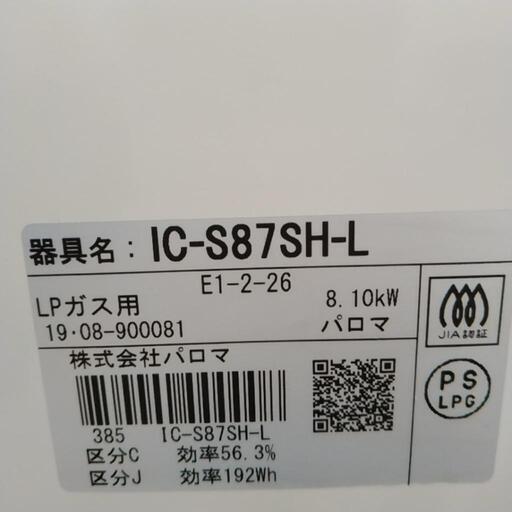 器具名：IC-S87SH-L
E1-2-26
LPガス用 8.10kW
19・08-900081 パロマ
JIA認証
株式会社パロマ
PS
LPG
385 IC-S87SH-L
区分C 効率56.3%
区分J 効率192Wh